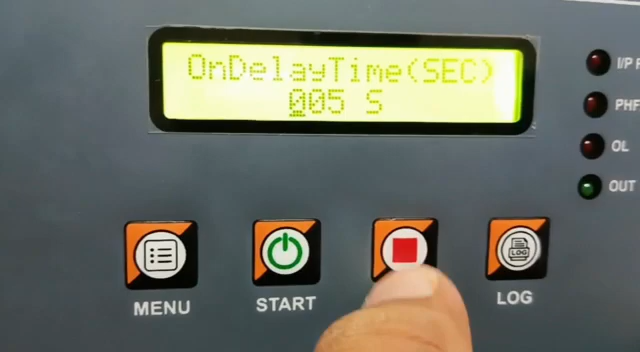 OnDelayTime(SEC)
005 S
I/P
PHF
OL
OUT
MENU
START
LOG
LOG